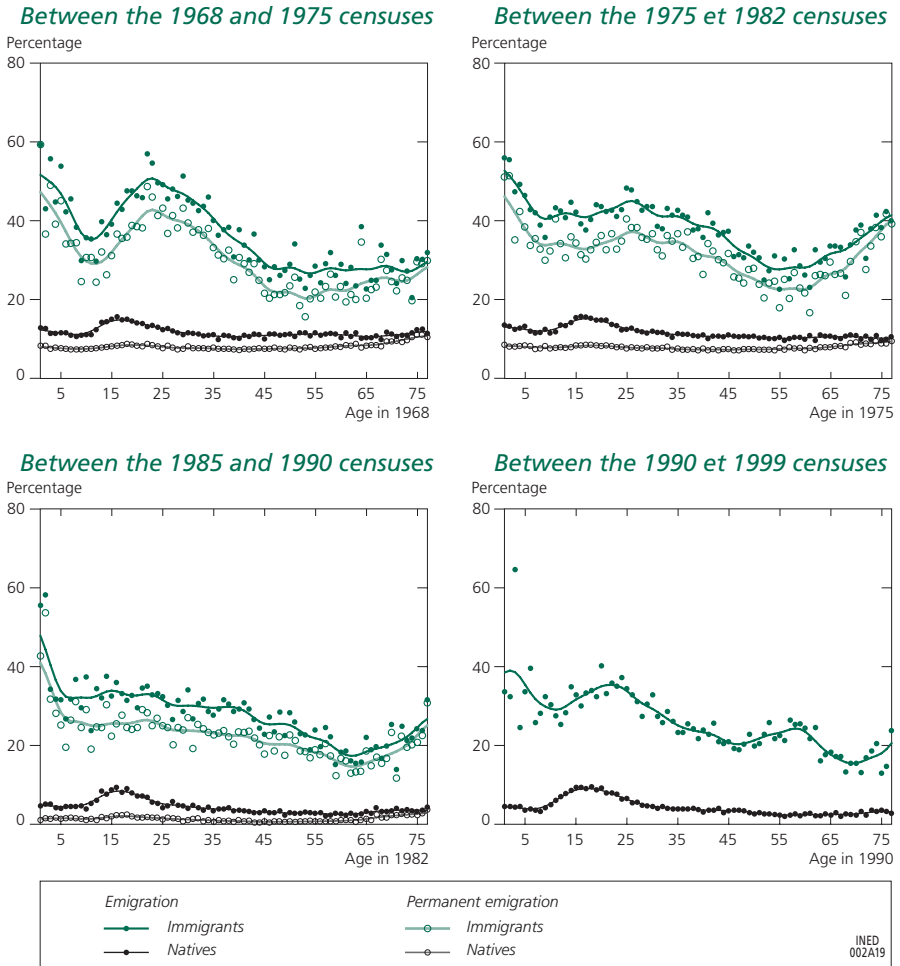 Between the 1968 and 1975 censuses
Percentage
80
60
40
20
0
5 15 25 35 45 55 65 75
Age in 1968
Between the 1975 et 1982 censuses
Percentage
80
60
40
20
0
5 15 25 35 45 55 65 75
Age in 1975
Between the 1985 and 1990 censuses
Percentage
80
60
40
20
0
5 15 25 35 45 55 65 75
Age in 1982
Between the 1990 et 1999 censuses
Percentage
80
60
40
20
0
5 15 25 35 45 55 65 75
Age in 1990
Emigration
Immigrants
Natives
Permanent emigration
Immigrants
Natives
INED
002A19